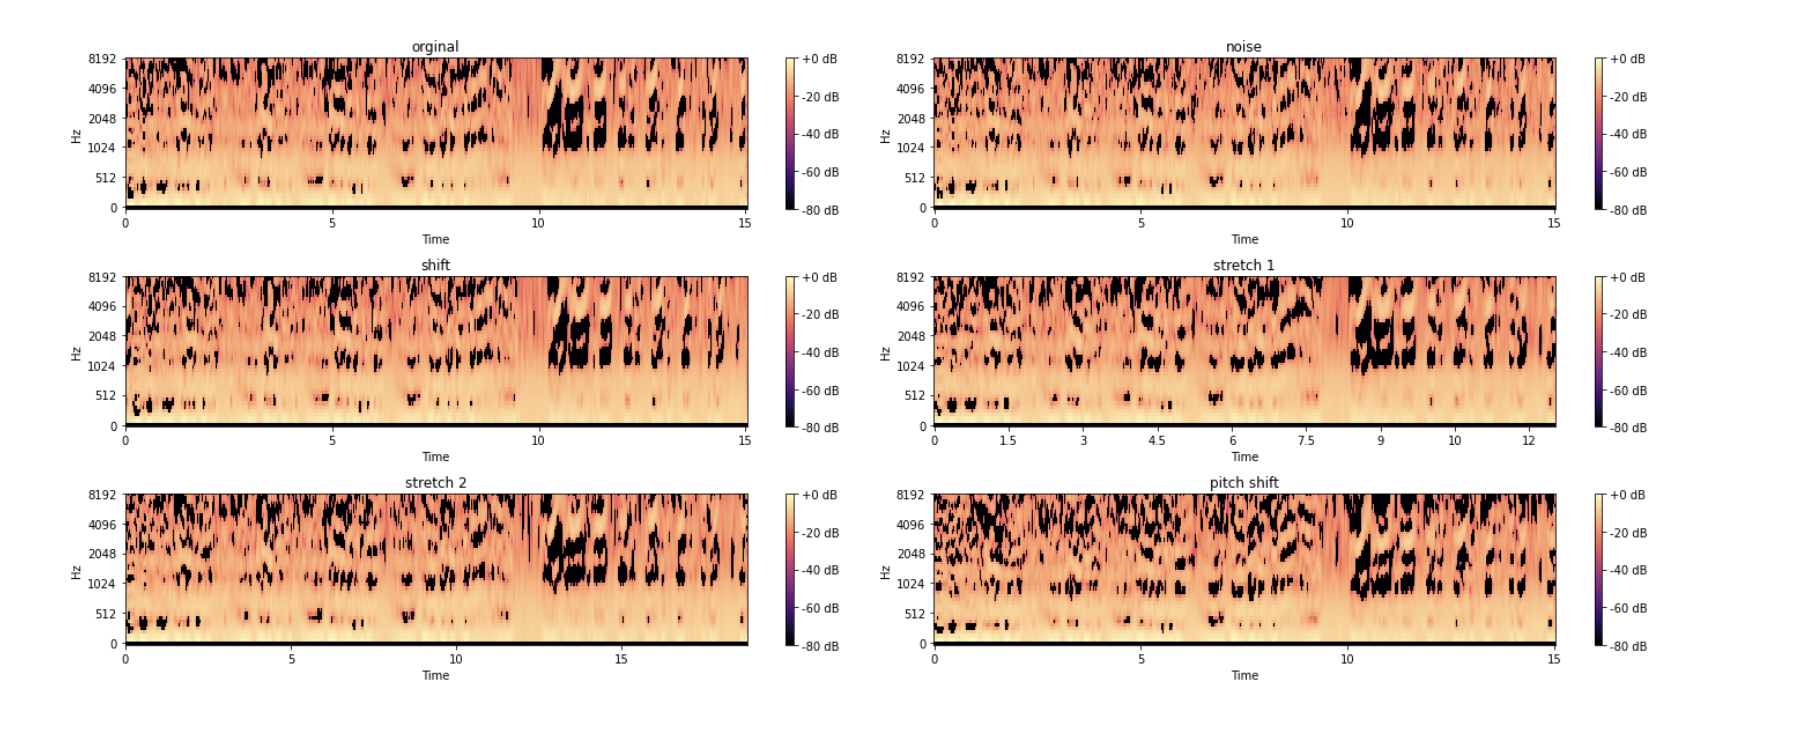 orginal
8192
4096
2048
1024
512
0
Hz
0 5 10 15
Time
+0 dB
-20 dB
-40 dB
-60 dB
-80 dB
noise
8192
4096
2048
1024
512
0
Hz
0 5 10 15
Time
+0 dB
-20 dB
-40 dB
-60 dB
-80 dB
shift
8192
4096
2048
1024
512
0
Hz
0 5 10 15
Time
+0 dB
-20 dB
-40 dB
-60 dB
-80 dB
stretch 1
8192
4096
2048
1024
512
0
Hz
0 1.5 3 4.5 6 7.5 9 10 12
Time
+0 dB
-20 dB
-40 dB
-60 dB
-80 dB
stretch 2
8192
4096
2048
1024
512
0
Hz
0 5 10 15
Time
+0 dB
-20 dB
-40 dB
-60 dB
-80 dB
pitch shift
8192
4096
2048
1024
512
0
Hz
0 5 10 15
Time
+0 dB
-20 dB
-40 dB
-60 dB
-80 dB